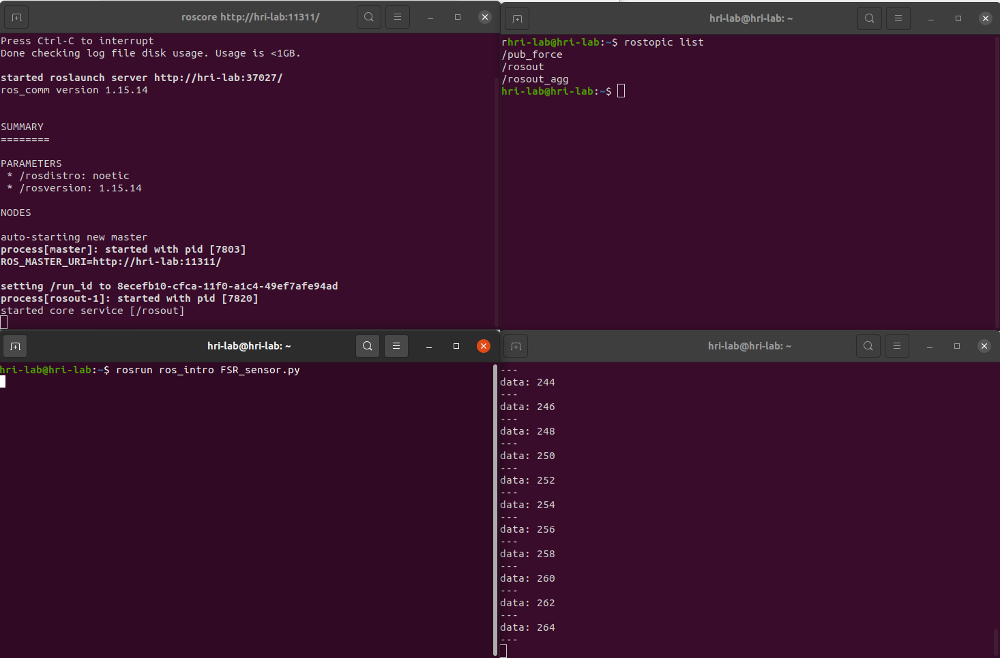 roscore http://hri-lab:11311/
Press Ctrl-C to interrupt
Done checking log file disk usage. Usage is <1GB.
started roslaunch server http://hri-lab:37027/
ros_comm version 1.15.14
SUMMARY
========
PARAMETERS
 * /rosdistro: noetic
 * /rosversion: 1.15.14
NODES
auto-starting new master
process[master]: started with pid [7803]
ROS_MASTER_URI=http://hri-lab:11311/
setting /run_id to 8ecefb10-cfca-11f0-a1c4-49ef7afe94ad
process[rosout-1]: started with pid [7820]
started core service [/rosout]
hri-lab@hri-lab: ~
rhri-lab@hri-lab:~$ rostopic list
/pub_force
/rosout
/rosout_agg
hri-lab@hri-lab:~$
hri-lab@hri-lab: ~
hri-lab@hri-lab:~$ rosrun ros_intro FSR_sensor.py
hri-lab@hri-lab: ~
---
data: 244
---
data: 246
---
data: 248
---
data: 250
---
data: 252
---
data: 254
---
data: 256
---
data: 258
---
data: 260
---
data: 262
---
data: 264
---